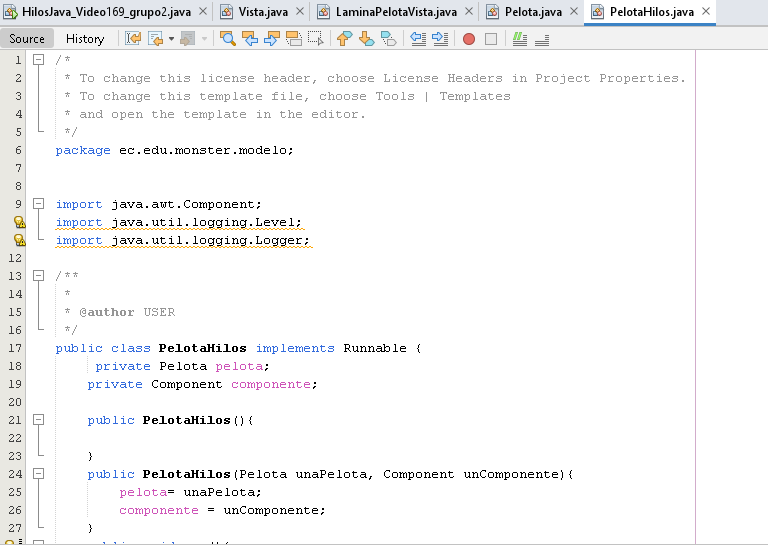 HilosJava_Video169_grupo2.java Vista.java LaminaPelotaVista.java Pelota.java PelotaHilos.java
Source History
1 /*
2 * To change this license header, choose License Headers in Project Properties.
3 * To change this template file, choose Tools | Templates
4 * and open the template in the editor.
5 */
6 package ec.edu.monster.modelo;
7
8
9 import java.awt.Component;
import java.util.logging.Level;
import java.util.logging.Logger;
12
13 /**
14 *
15 * @author USER
16 */
17 public class PelotaHilos implements Runnable {
18 private Pelota pelota;
19 private Component componente;
20
21 public PelotaHilos(){
22
23 }
24 public PelotaHilos(Pelota unaPelota, Component unComponente){
25 pelota= unaPelota;
26 componente = unComponente;
27 }